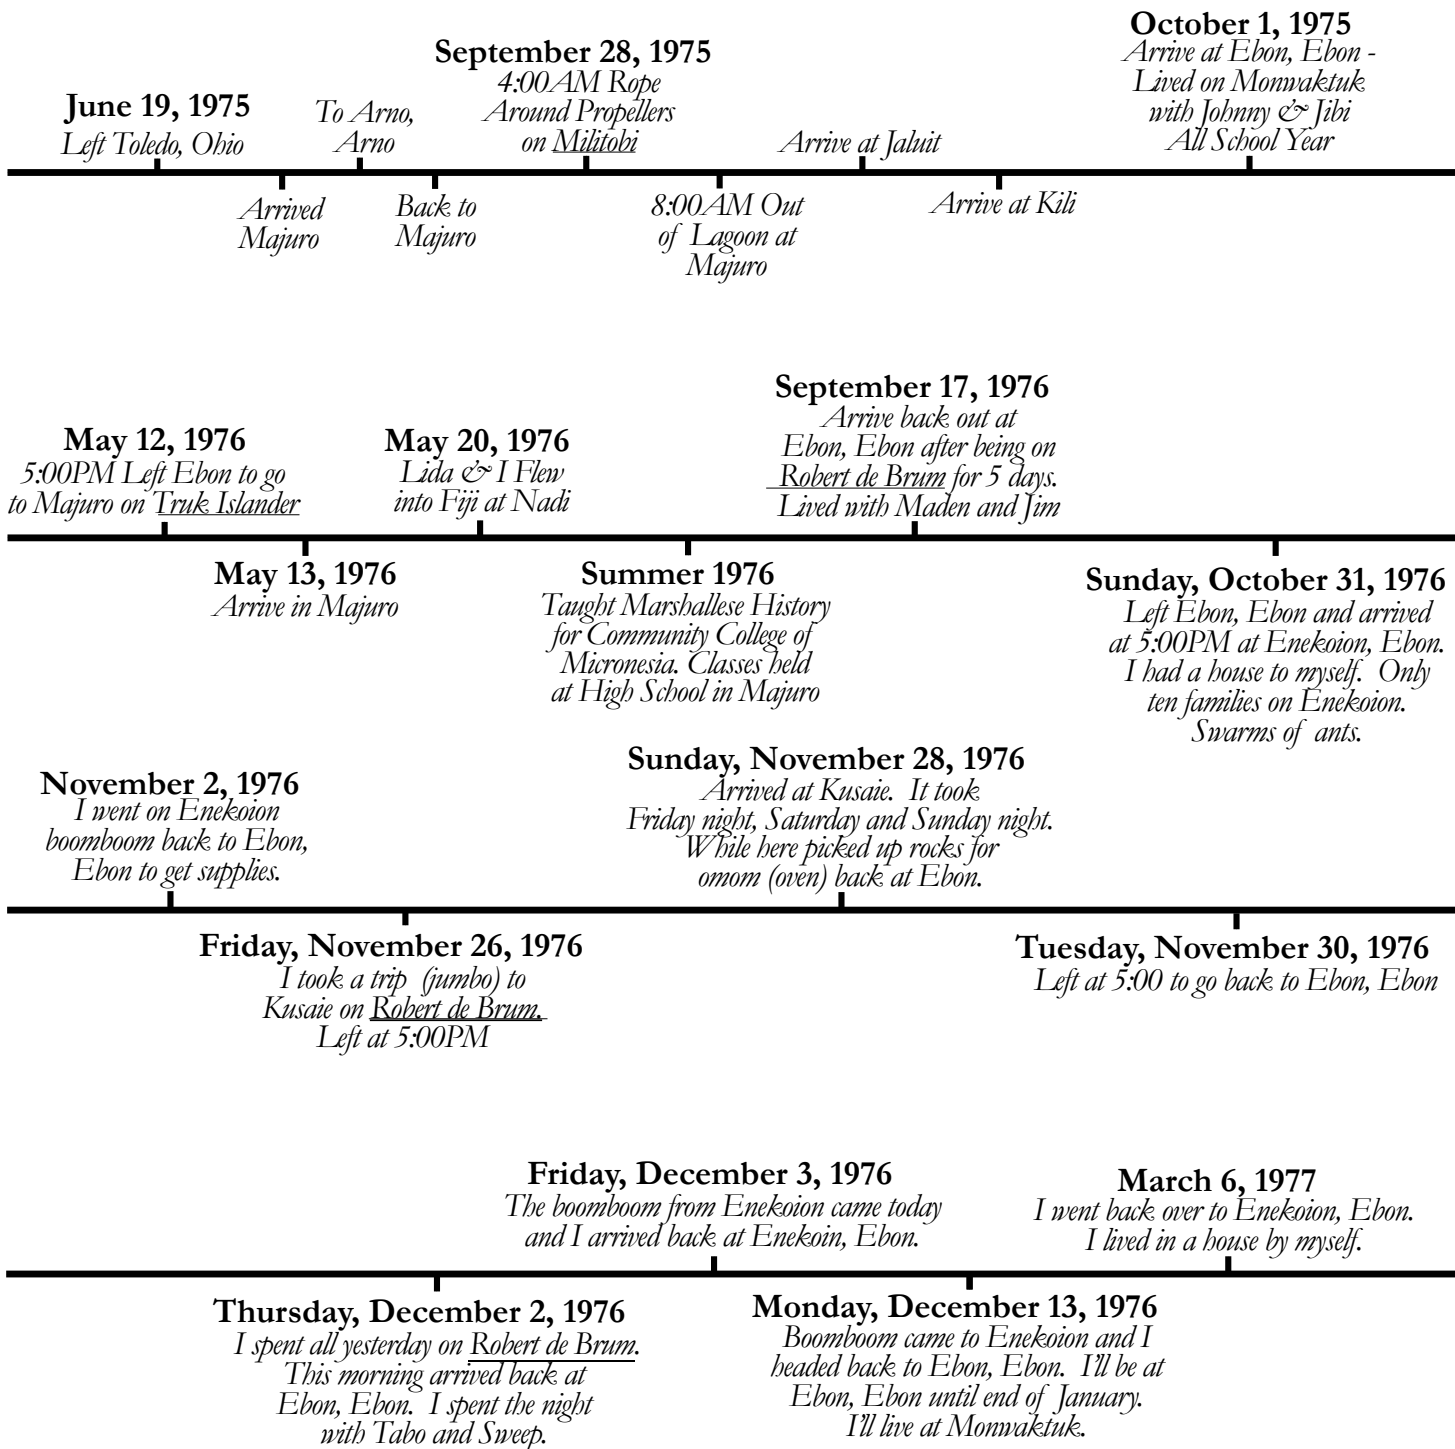 June 19, 1975
Left Toledo, Ohio
Arrived
Majuro
To Arno,
Arno
Back to
Majuro
September 28, 1975
4:00AM Rope
Around Propellers
on Militobi
8:00AM Out
of Lagoon at
Majuro
Arrive at Jaluit
Arrive at Kili
October 1, 1975
Arrive at Ebon, Ebon -
Lived on Monwaktuk
with Johnny & Jibi
All School Year
May 12, 1976
5:00PM Left Ebon to go
to Majuro on Truk Islander
May 13, 1976
Arrive in Majuro
May 20, 1976
Lida & I Flew
into Fiji at Nadi
Summer 1976
Taught Marshallese History
for Community College of
Micronesia. Classes held
at High School in Majuro
September 17, 1976
Arrive back out at
Ebon, Ebon after being on
Robert de Brum for 5 days.
Lived with Maden and Jim
Sunday, October 31, 1976
Left Ebon, Ebon and arrived
at 5:00PM at Enekoion, Ebon.
I had a house to myself. Only
ten families on Enekoion.
Swarms of ants.
November 2, 1976
I went on Enekoion
boomboom back to Ebon,
Ebon to get supplies.
Friday, November 26, 1976
I took a trip (jumbo) to
Kusaie on Robert de Brum.
Left at 5:00PM
Sunday, November 28, 1976
Arrived at Kusaie. It took
Friday night, Saturday and Sunday night.
While here picked up rocks for
omom (oven) back at Ebon.
Tuesday, November 30, 1976
Left at 5:00 to go back to Ebon, Ebon
Thursday, December 2, 1976
I spent all yesterday on Robert de Brum.
This morning arrived back at
Ebon, Ebon. I spent the night
with Tabo and Sweep.
Friday, December 3, 1976
The boomboom from Enekoion came today
and I arrived back at Enekoin, Ebon.
Monday, December 13, 1976
Boomboom came to Enekoion and I
headed back to Ebon, Ebon. I'll be at
Ebon, Ebon until end of January.
I'll live at Monwaktuk.
March 6, 1977
I went back over to Enekoion, Ebon.
I lived in a house by myself.